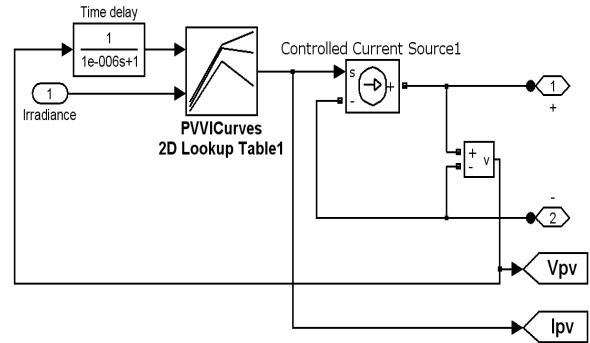 Time delay
1
1e-006s+1
1
Irradiance
PVVICurves
2D Lookup Table1
Controlled Current Source1
s
-
+
1
+
+
-
v
-
2
Vpv
Ipv